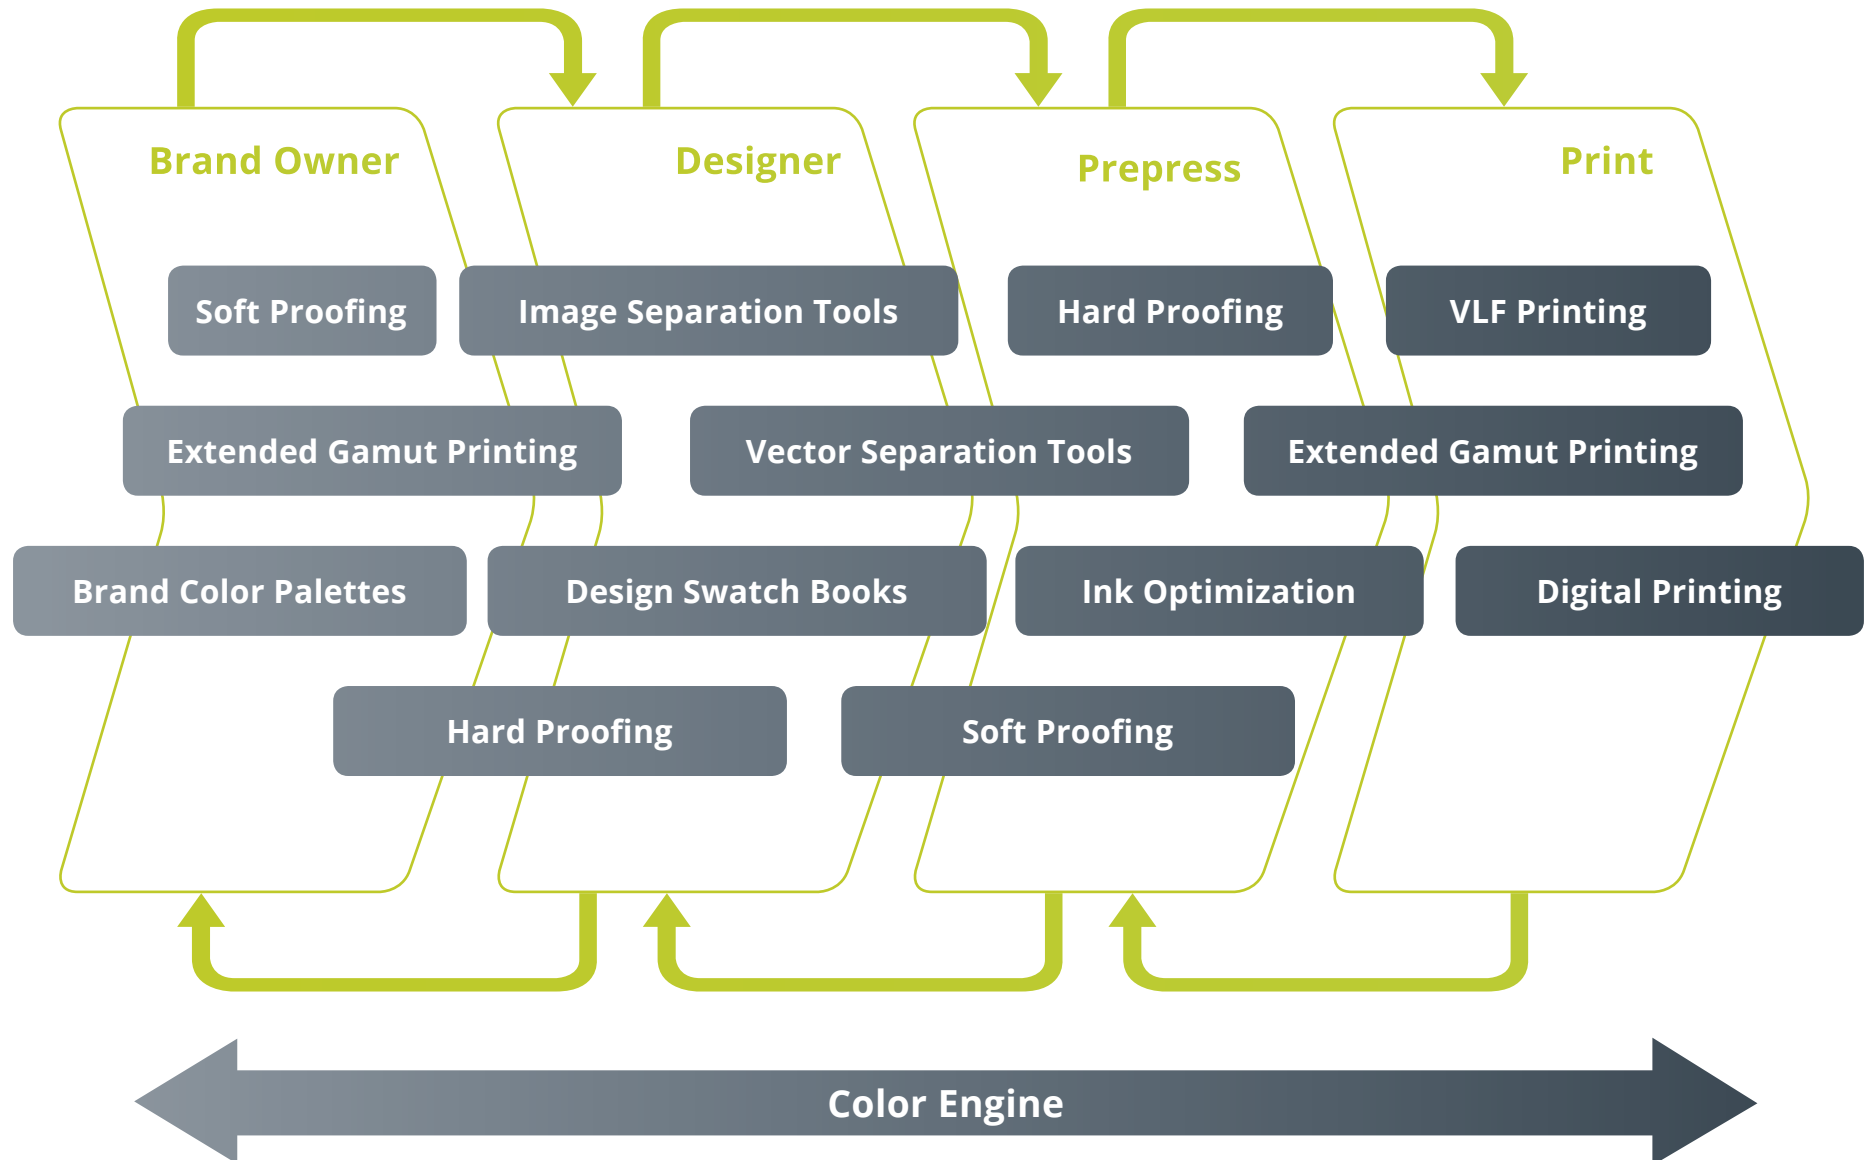 Brand Owner
Designer
Prepress
Print
Soft Proofing
Image Separation Tools
Hard Proofing
VLF Printing
Extended Gamut Printing
Vector Separation Tools
Extended Gamut Printing
Brand Color Palettes
Design Swatch Books
Ink Optimization
Digital Printing
Hard Proofing
Soft Proofing
Color Engine